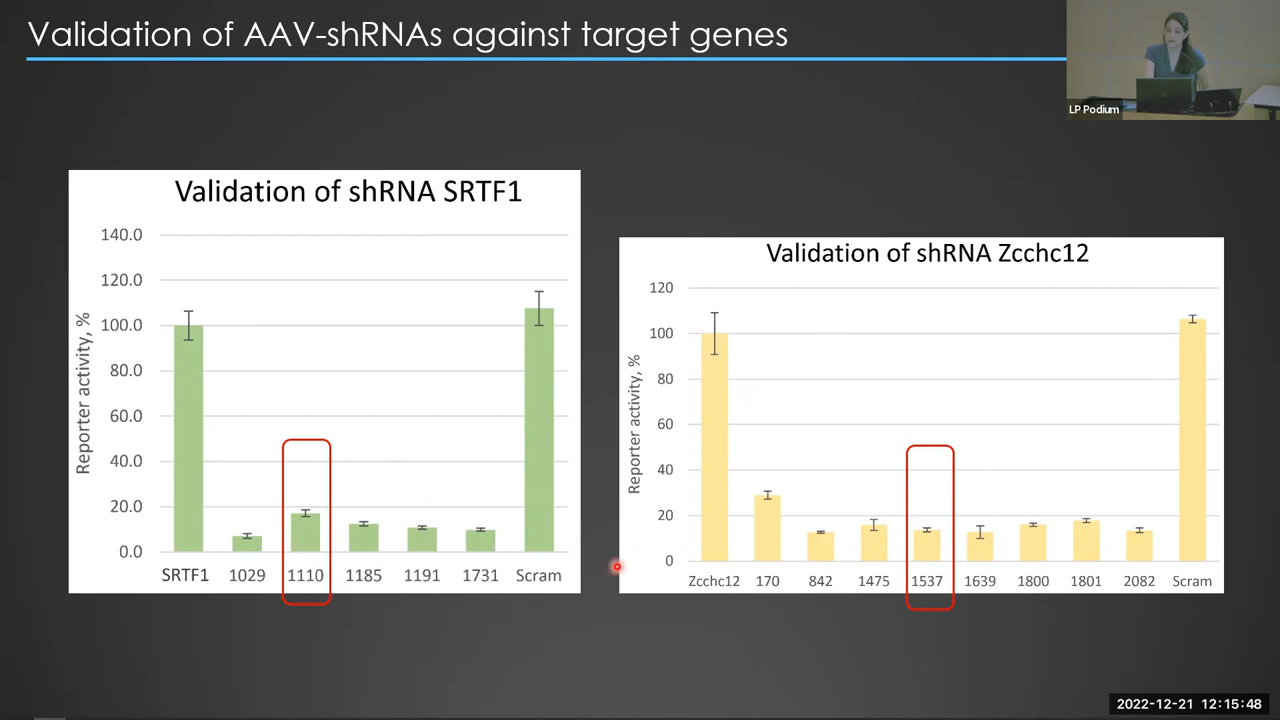 Validation of AAV-shRNAs against target genes
LP Podium
Validation of shRNA SRTF1
Reporter activity, %
140.0
120.0
100.0
80.0
60.0
40.0
20.0
0.0
SRTF1 1029 1110 1185 1191 1731 Scram
Validation of shRNA Zcchc12
Reporter activity, %
120
100
80
60
40
20
0
Zcchc12 170 842 1475 1537 1639 1800 1801 2082 Scram
2022-12-21 12:15:48